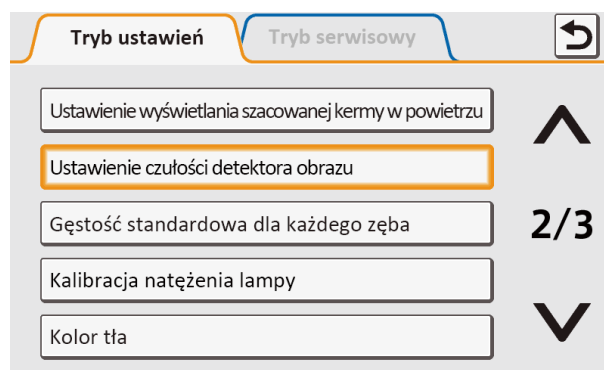 Tryb ustawień
Tryb serwisowy
Ustawienie wyświetlania szacowanej kermy w powietrzu
Ustawienie czułości detektora obrazu
Gęstość standardowa dla każdego zęba
2/3
Kalibracja natężenia lampy
Kolor tła